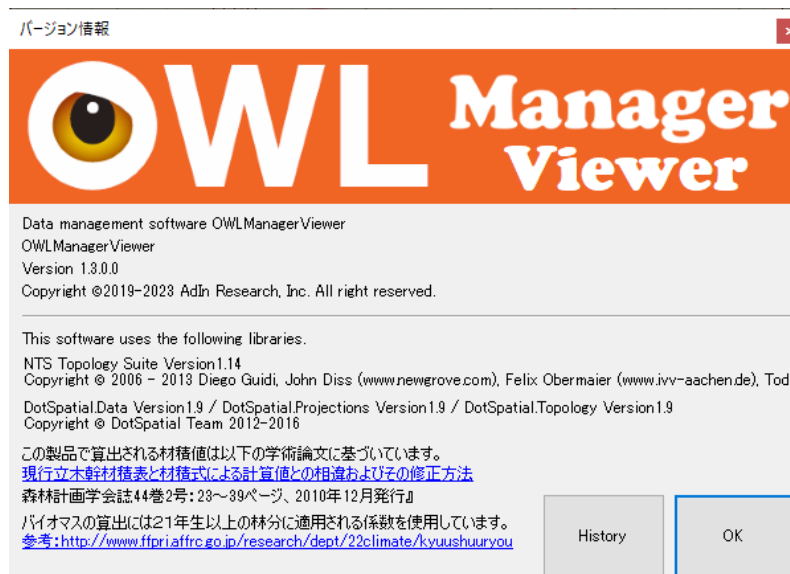 バージョン情報
OWL Manager
Viewer
Data management software OWLManagerViewer
OWLManagerViewer
Version 1.3.0.0
Copyright ©2019-2023 AdIn Research, Inc. All right reserved.
This software uses the following libraries.
NTS Topology Suite Version1.14
Copyright © 2006 - 2013 Diego Guidi, John Diss (www.newgrove.com), Felix Obermaier (www.ivv-aachen.de), Tod
DotSpatial.Data Version1.9 / DotSpatial.Projections Version1.9 / DotSpatial.Topology Version1.9
Copyright © DotSpatial Team 2012-2016
この製品で算出される材積値は以下の学術論文に基づいています。
現行立木幹材積表と材積式による計算値との相違およびその修正方法
森林計画学会誌44巻2号：23～39ページ、2010年12月発行』
バイオマスの算出には21年生以上の林分に適用される係数を使用しています。
参考：http://www.ffpri.affrc.go.jp/research/dept/22climate/kyuushuuryou
History
OK